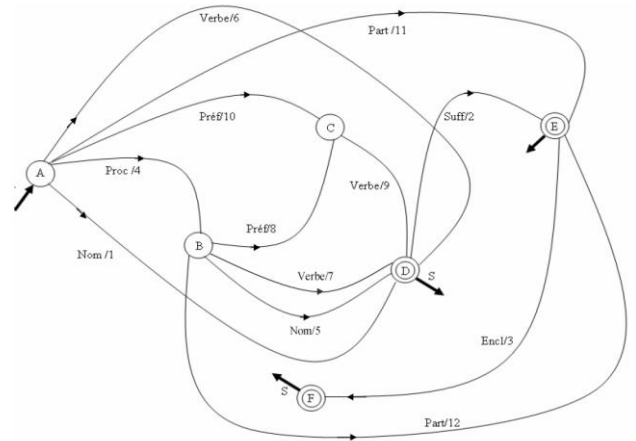 Verbe/6
Part /11
Préf/10
Suff/2
C
E
A
Proc /4
Verbe/9
Préf/8
B
Nom /1
Verbe/7
D
S
Nom/5
Encl/3
S
F
Part/12